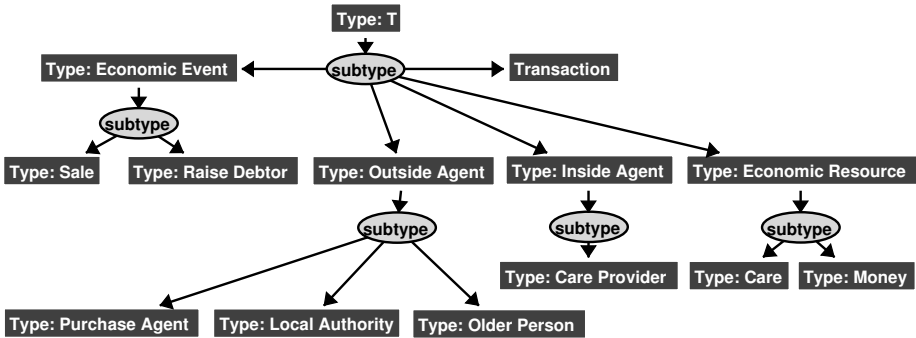 Type: T
Type: Economic Event
subtype
Transaction
subtype
Type: Sale
Type: Raise Debtor
Type: Outside Agent
Type: Inside Agent
Type: Economic Resource
subtype
subtype
subtype
Type: Care Provider
Type: Care
Type: Money
Type: Purchase Agent
Type: Local Authority
Type: Older Person